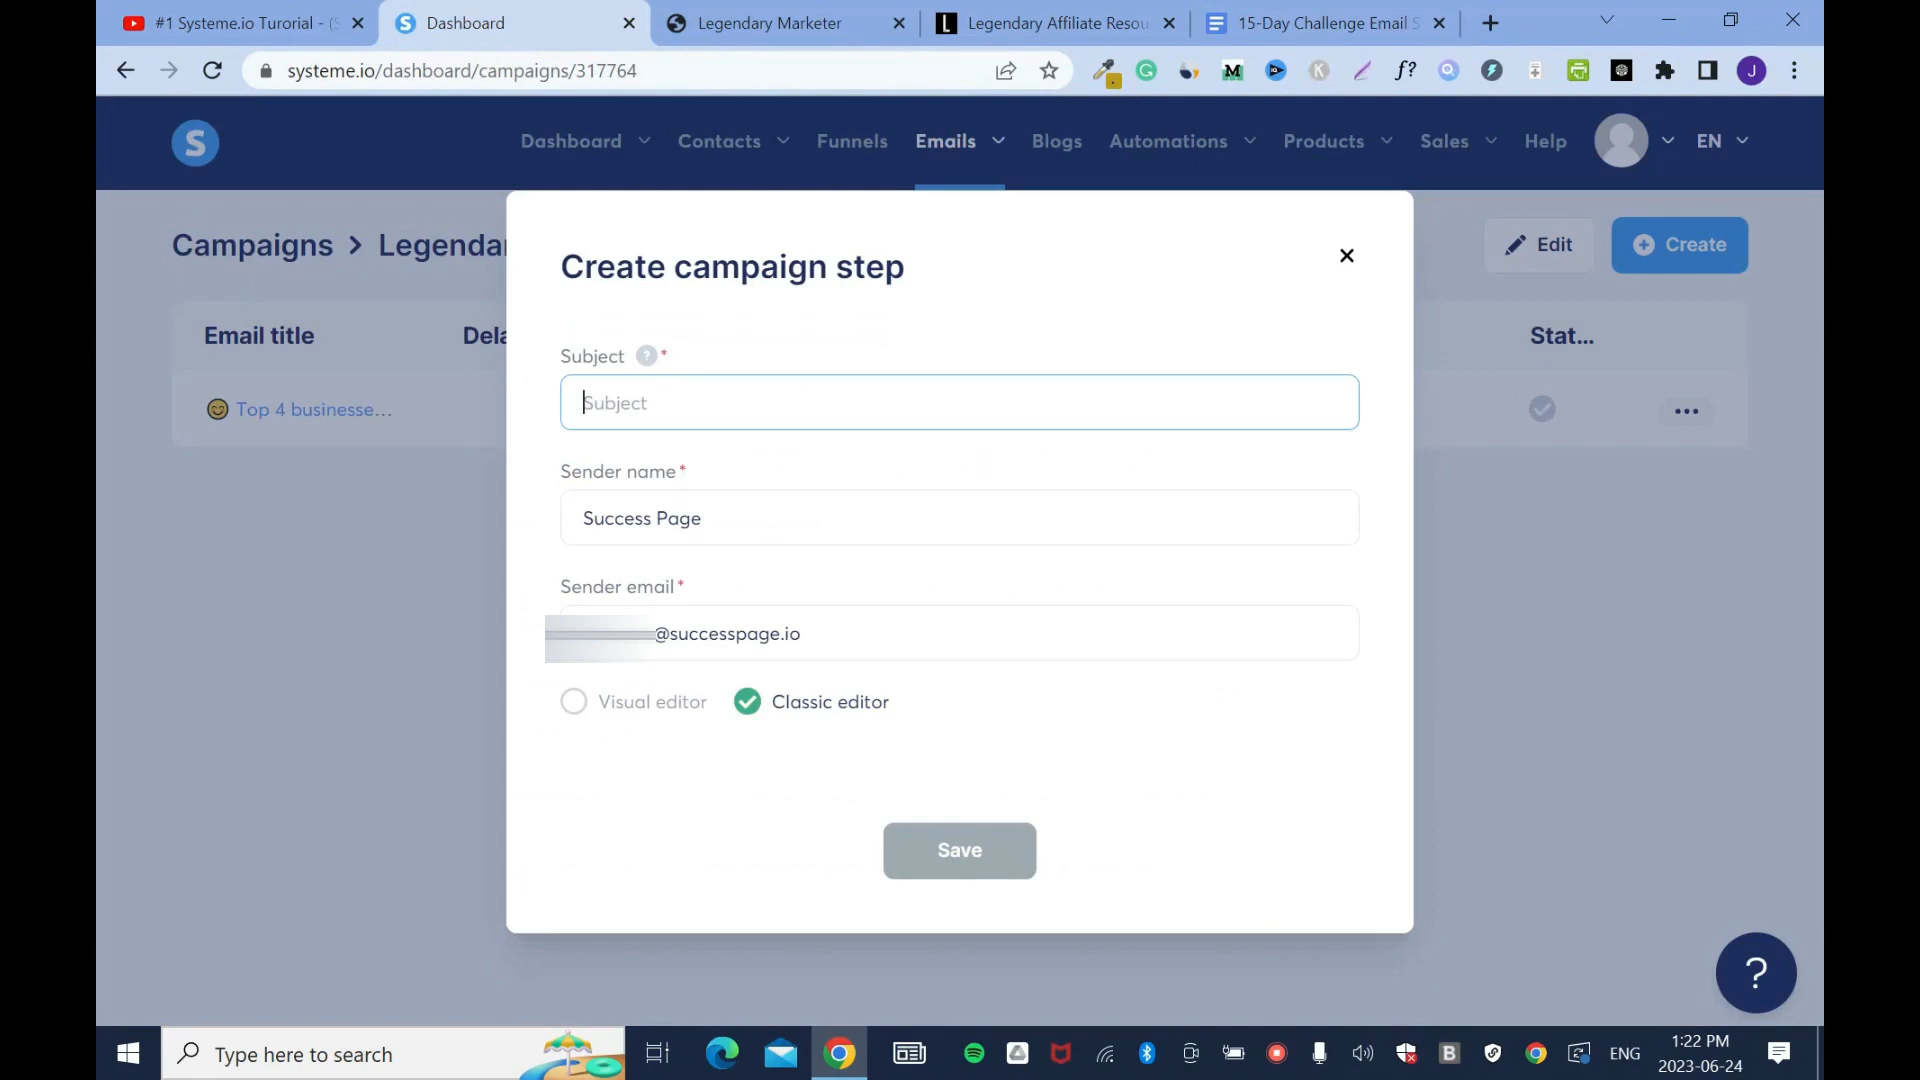 #1 Systeme.io Turorial - (S
Dashboard
Legendary Marketer
Legendary Affiliate Resou
15-Day Challenge Email S
systeme.io/dashboard/campaigns/317764
M
K
f?
J
S
Dashboard
Contacts
Funnels
Emails
Blogs
Automations
Products
Sales
Help
EN
Campaigns > Legendar
Edit
Create
Email title
Dela
Stat...
Top 4 businesse...
Create campaign step
Subject ? *
Subject
Sender name *
Success Page
Sender email *
@successpage.io
Visual editor
Classic editor
Save
?
Type here to search
B
ENG
1:22 PM
2023-06-24